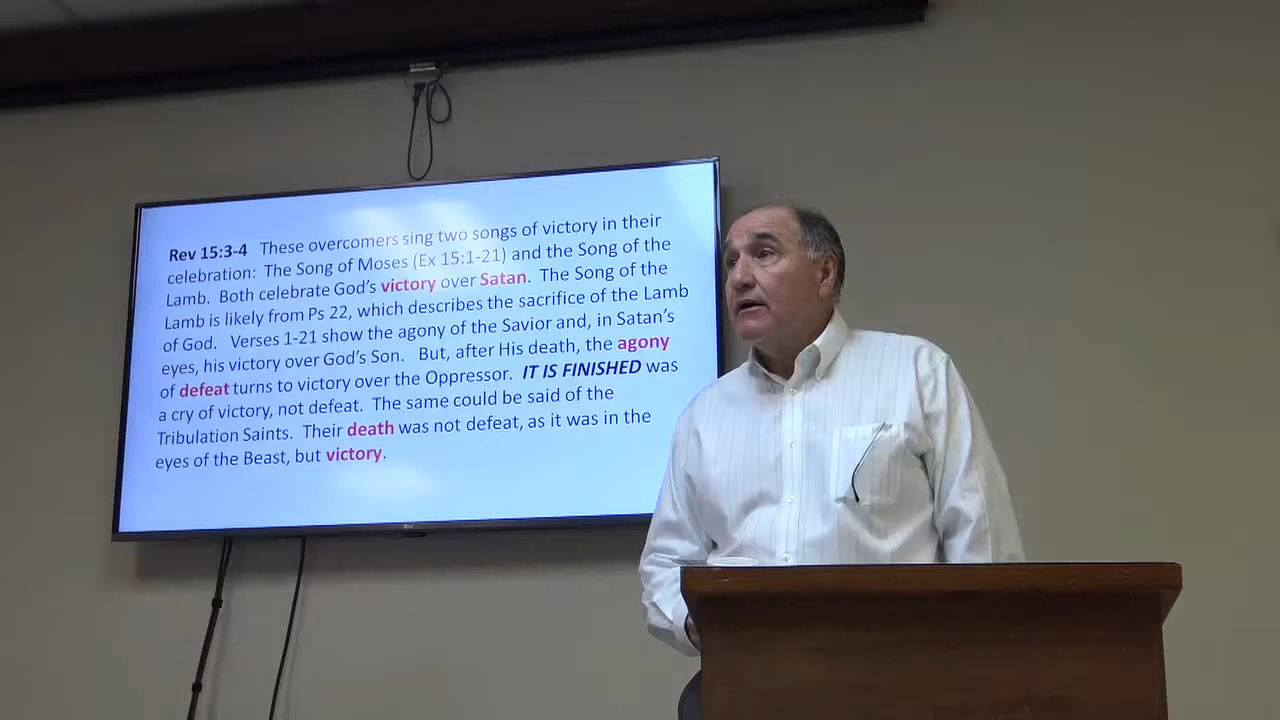 Rev 15:3-4 These overcomers sing two songs of victory in their
celebration: The Song of Moses (Ex 15:1-21) and the Song of the
Lamb. Both celebrate God's victory over Satan. The Song of the
Lamb is likely from Ps 22, which describes the sacrifice of the Lamb
of God. Verses 1-21 show the agony of the Savior and, in Satan's
eyes, his victory over God's Son. But, after His death, the agony
of defeat turns to victory over the Oppressor. IT IS FINISHED was
a cry of victory, not defeat. The same could be said of the
Tribulation Saints. Their death was not defeat, as it was in the
eyes of the Beast, but victory.
LG